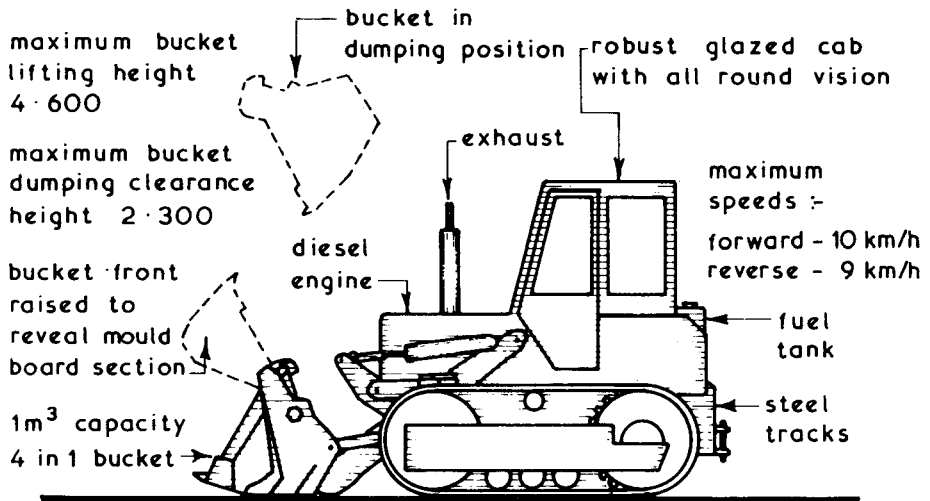 maximum bucket
lifting height
4·600
bucket in
dumping position
robust glazed cab
with all round vision
maximum bucket
dumping clearance
height 2·300
exhaust
maximum
speeds :-
forward - 10 km/h
reverse - 9 km/h
diesel
engine
bucket front
raised to
reveal mould
board section
fuel
tank
1m³ capacity
4 in 1 bucket
steel
tracks